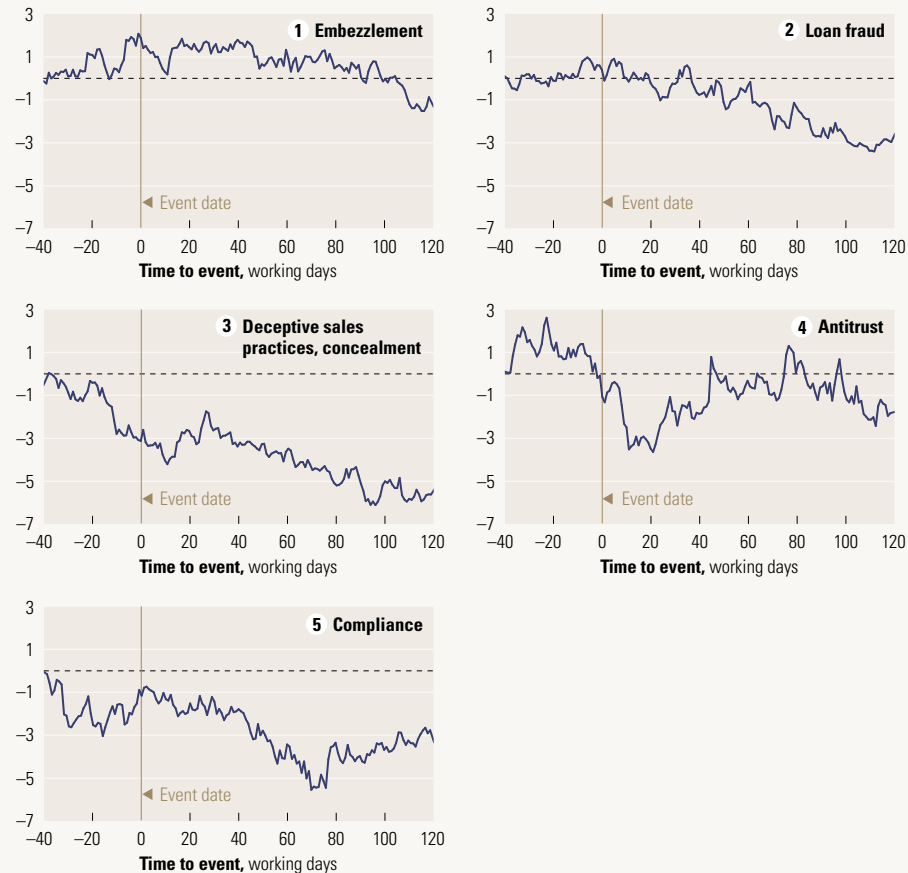 1 Embezzlement
3
1
–1
–3
–5
–7
◀ Event date
–40 –20 0 20 40 60 80 100 120
Time to event, working days
2 Loan fraud
3
1
–1
–3
–5
–7
◀ Event date
–40 –20 0 20 40 60 80 100 120
Time to event, working days
3 Deceptive sales
practices, concealment
3
1
–1
–3
–5
–7
◀ Event date
–40 –20 0 20 40 60 80 100 120
Time to event, working days
4 Antitrust
3
1
–1
–3
–5
–7
◀ Event date
–40 –20 0 20 40 60 80 100 120
Time to event, working days
5 Compliance
3
1
–1
–3
–5
–7
◀ Event date
–40 –20 0 20 40 60 80 100 120
Time to event, working days